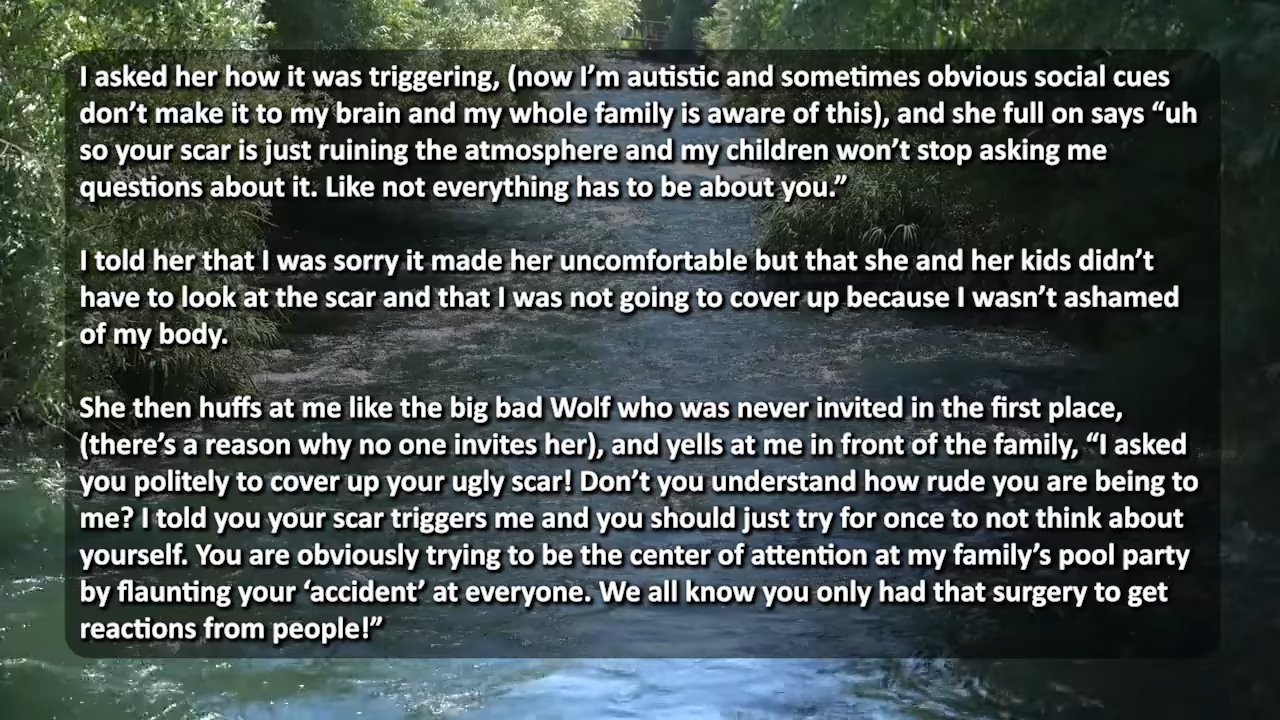 I asked her how it was triggering, (now I’m autistic and sometimes obvious social cues
don’t make it to my brain and my whole family is aware of this), and she full on says “uh
so your scar is just ruining the atmosphere and my children won’t stop asking me
questions about it. Like not everything has to be about you.”
I told her that I was sorry it made her uncomfortable but that she and her kids didn’t
have to look at the scar and that I was not going to cover up because I wasn’t ashamed
of my body.
She then huffs at me like the big bad Wolf who was never invited in the first place,
(there’s a reason why no one invites her), and yells at me in front of the family, “I asked
you politely to cover up your ugly scar! Don’t you understand how rude you are being to
me? I told you your scar triggers me and you should just try for once to not think about
yourself. You are obviously trying to be the center of attention at my family’s pool party
by flaunting your ‘accident’ at everyone. We all know you only had that surgery to get
reactions from people!”